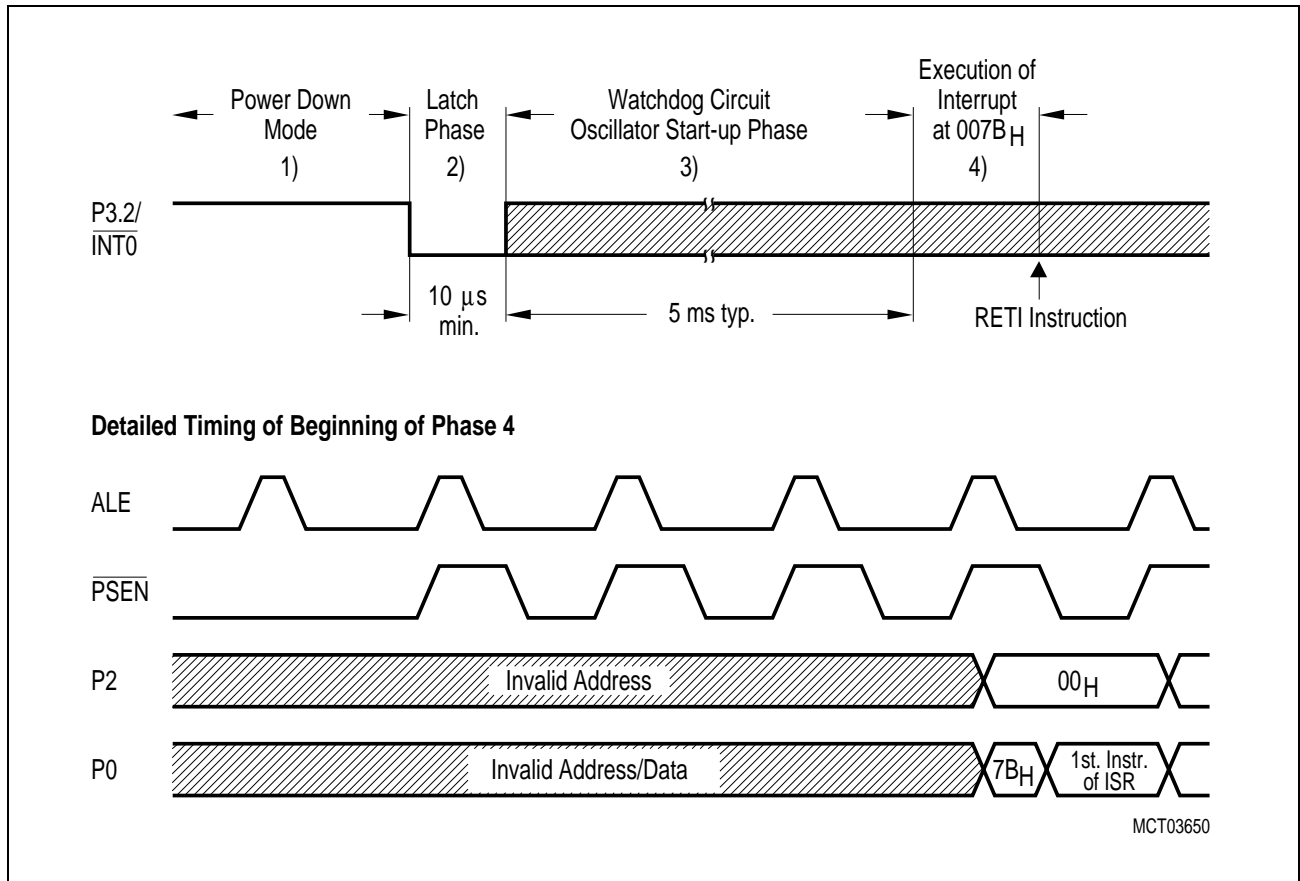 Power Down
Mode
1)
Latch
Phase
2)
Watchdog Circuit
Oscillator Start-up Phase
3)
Execution of
Interrupt
at 007BH
4)
P3.2/
INT0
10 μs
min.
5 ms typ.
RETI Instruction
Detailed Timing of Beginning of Phase 4
ALE
PSEN
P2
Invalid Address
00H
P0
Invalid Address/Data
7BH
1st. Instr.
of ISR
MCT03650